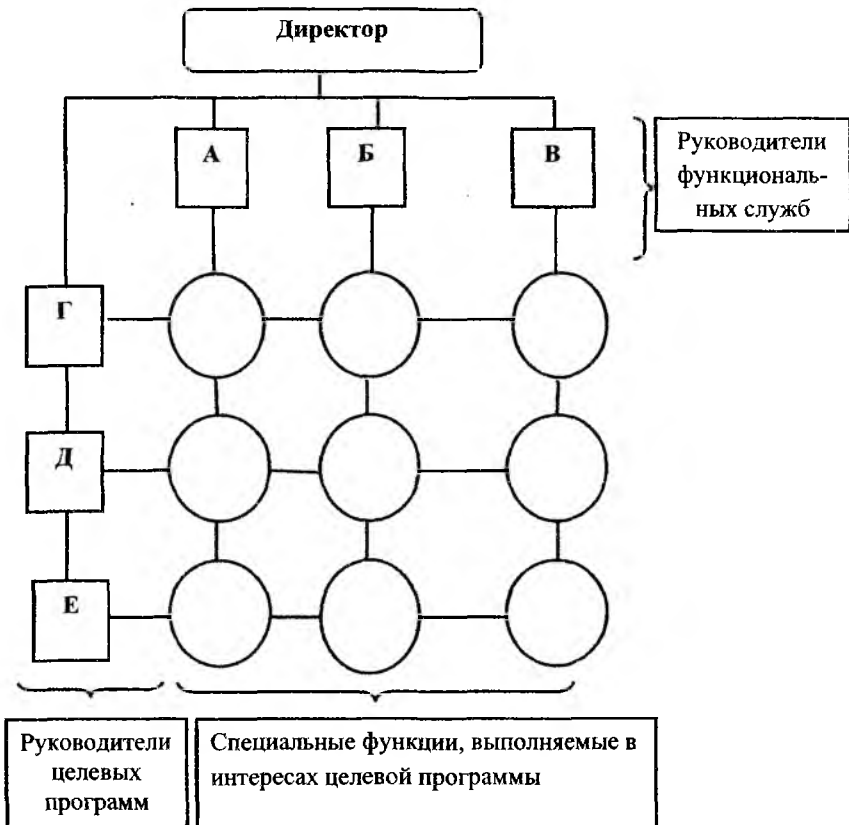 Директор
А
Б
В
Руководители
функциональ-
ных служб
Г
Д
Е
Руководители
целевых
программ
Специальные функции, выполняемые в
интересах целевой программы